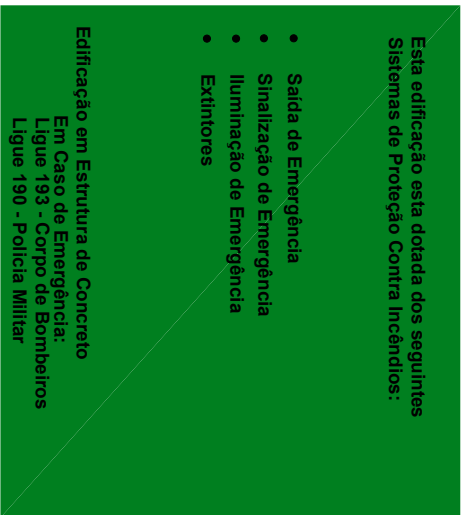 Esta edificação esta dotada dos seguintes
Sistemas de Proteção Contra Incêndios:
• Saída de Emergência
• Sinalização de Emergência
• Iluminação de Emergência
• Extintores
Edificação em Estrutura de Concreto
Em Caso de Emergência:
Ligue 193 - Corpo de Bombeiros
Ligue 190 - Policia Militar